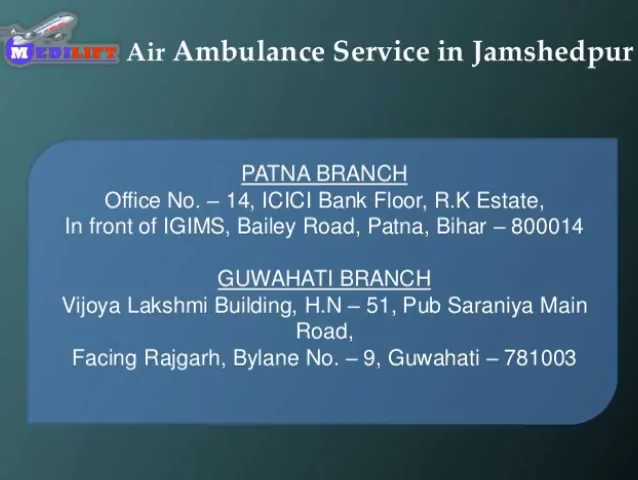 MEDILIFT Air Ambulance Service in Jamshedpur
PATNA BRANCH
Office No. – 14, ICICI Bank Floor, R.K Estate,
In front of IGIMS, Bailey Road, Patna, Bihar – 800014
GUWAHATI BRANCH
Vijoya Lakshmi Building, H.N – 51, Pub Saraniya Main
Road,
Facing Rajgarh, Bylane No. – 9, Guwahati – 781003